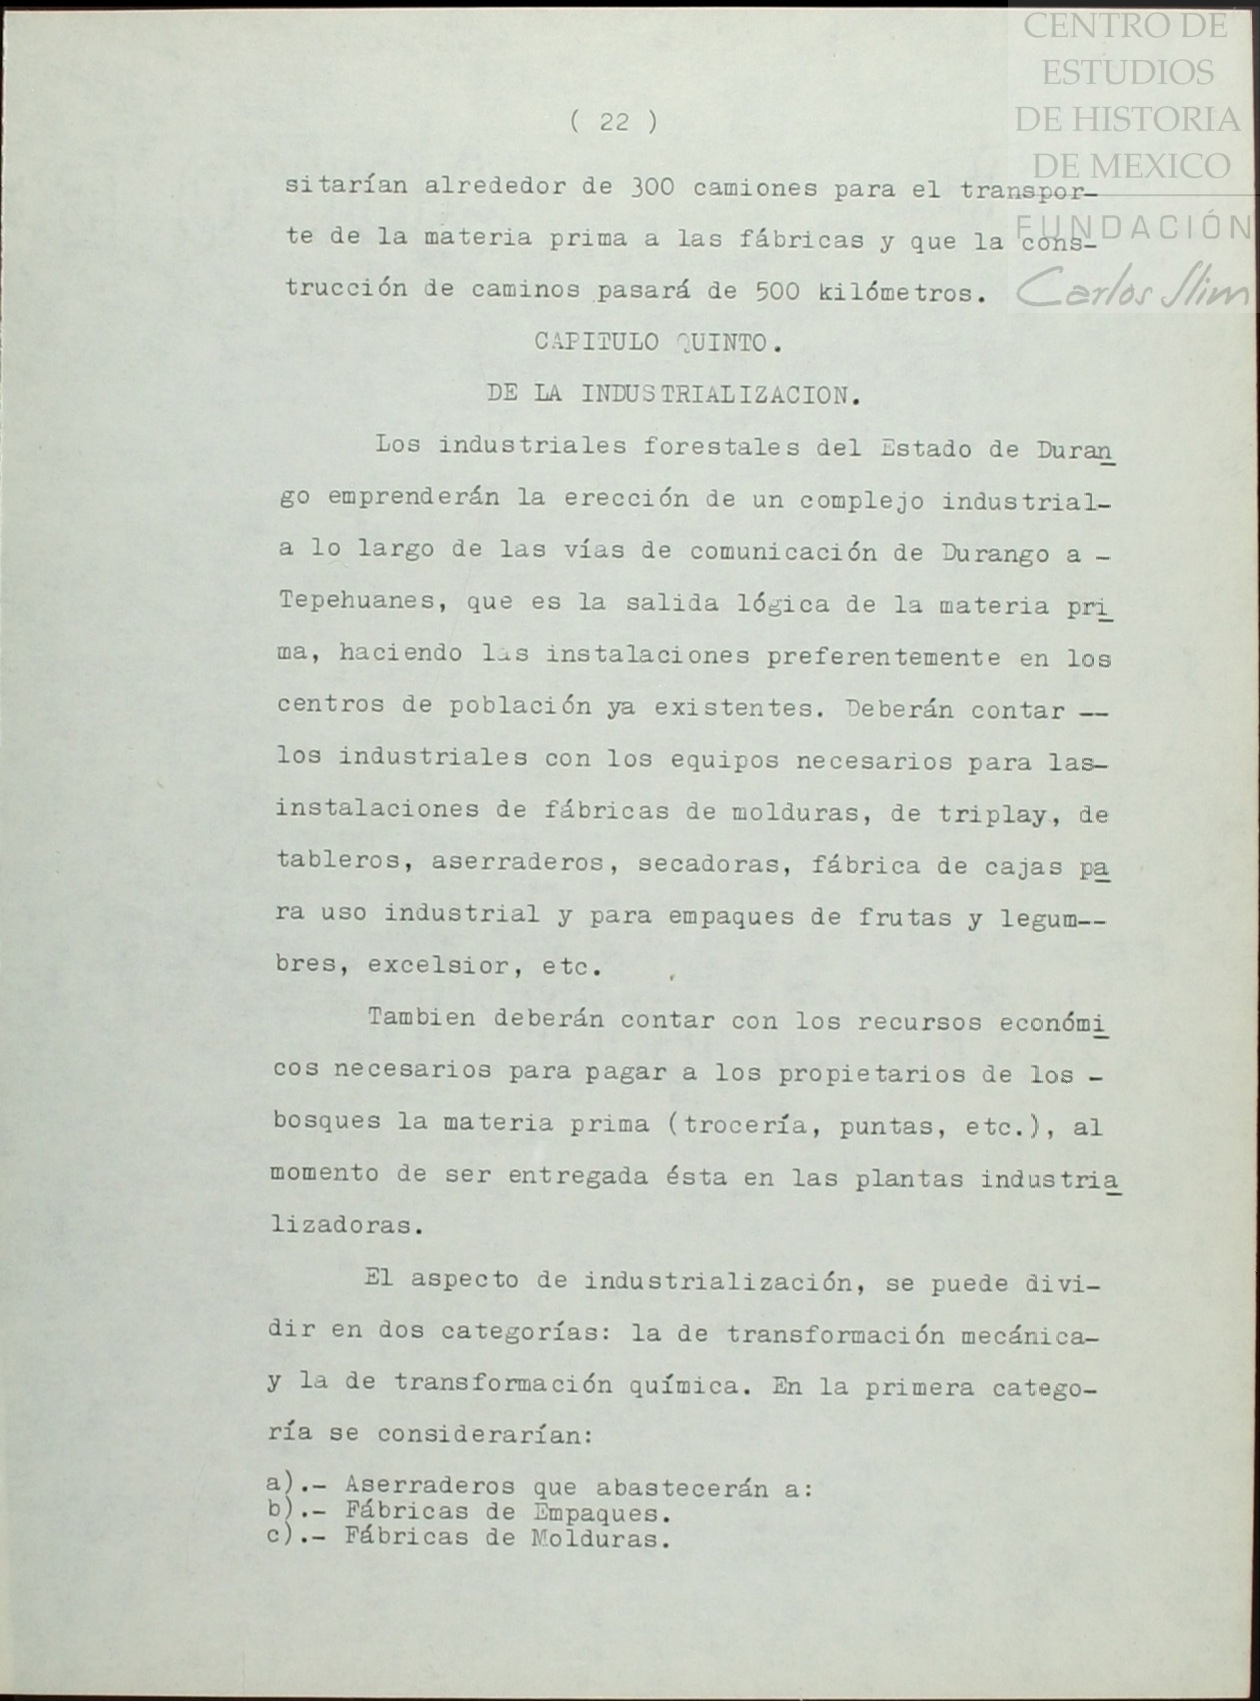 CENTRO DE
ESTUDIOS
DE HISTORIA
DE MEXICO
FUNDACIÓN
Carlos Slim
( 22 )
sitarían alrededor de 300 camiones para el transpor-
te de la materia prima a las fábricas y que la cons-
trucción de caminos pasará de 500 kilómetros.
CAPITULO QUINTO.
DE LA INDUSTRIALIZACION.
Los industriales forestales del Estado de Duran
go emprenderán la erección de un complejo industrial-
a lo largo de las vías de comunicación de Durango a -
Tepehuanes, que es la salida lógica de la materia pri
ma, haciendo las instalaciones preferentemente en los
centros de población ya existentes. Deberán contar --
los industriales con los equipos necesarios para las-
instalaciones de fábricas de molduras, de triplay, de
tableros, aserraderos, secadoras, fábrica de cajas pa
ra uso industrial y para empaques de frutas y legum--
bres, excelsior, etc.
Tambien deberán contar con los recursos económi
cos necesarios para pagar a los propietarios de los -
bosques la materia prima (trocería, puntas, etc.), al
momento de ser entregada ésta en las plantas industria
lizadoras.
El aspecto de industrialización, se puede divi-
dir en dos categorías: la de transformación mecánica-
y la de transformación química. En la primera catego-
ría se considerarían:
a).- Aserraderos que abastecerán a:
b).- Fábricas de Empaques.
c).- Fábricas de Molduras.